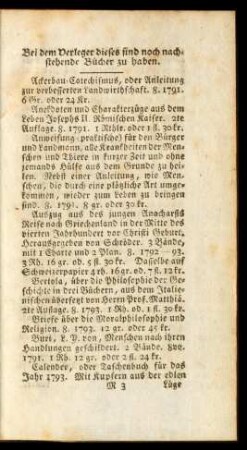 Bei dem Verleger dieses sind noch nach-
stehende Bücher zu haben.
Ackerbau-Catechismus, oder Anleitung
zur verbesserten Landwirthschaft. 8. 1791.
6 Gr. oder 24 Kr.
Anekdoten und Charakterzüge aus dem
Leben Josephs II. Römischen Kaiser. 2te
Auflage. 8. 1791. 1 Rthlr. oder 1 fl. 30 kr.
Anweisung (praktische) für den Bürger
und Landmann, alle Krankheiten der Men-
schen und Thiere in kurzer Zeit und ohne
jemands Hülfe aus dem Grunde zu hei-
len. Nebst einer Anleitung, wie Men-
schen, die durch eine plötzliche Art umge-
kommen, wieder zum Leben zu bringen
sind. 8. 1791. 8 gr. oder 30 kr.
Auszug aus des jungen Anacharsis
Reise nach Griechenland in der Mitte des
vierten Jahrhundert vor Christi Geburt,
Herausgegeben von Schröder. 3 Bände,
mit 1 Charte und 2 Plan. 8. 1792 - 93.
3 Rh. 16 gr. od. 5 fl. 30 kr. Dasselbe auf
Schweizerpapier 4 rh. 16 gr. od. 7 fl. 12 kr.
Bertola, über die Philosophie der Ge-
schichte in drei Büchern, aus dem Italie-
nischen übersetzt von Herrn Prof. Matthiä.
2te Auflage. 8. 1793. 1 Rh. od. 1 fl. 30 kr.
Briefe über die Moralphilosophie und
Religion. 8. 1793. 12 gr. oder 45 kr.
Buri, L. P. von, Menschen nach ihren
Handlungen geschildert. 2 Bände. 8vo.
1791. 1 Rh. 12 gr. oder 2 fl. 24 kr.
Calender, oder Taschenbuch für das
Jahr 1793. Mit Kupfern aus der edlen
M 3 Lüge